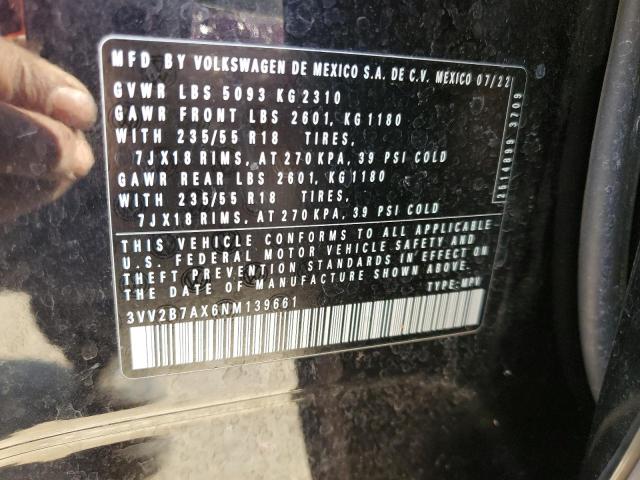 MFD BY VOLKSWAGEN DE MEXICO S.A. DE C.V. MEXICO 07/22
GVWR LBS 5093 KG 2310
GAWR FRONT LBS 2601, KG 1180
WITH 235/55 R18 TIRES,
7JX18 RIMS, AT 270 KPA, 39 PSI COLD
GAWR REAR LBS 2601, KG 1180
WITH 235/55 R18 TIRES,
7JX18 RIMS, AT 270 KPA, 39 PSI COLD
THIS VEHICLE CONFORMS TO ALL APPLICABLE
U.S. FEDERAL MOTOR VEHICLE SAFETY AND
THEFT PREVENTION STANDARDS IN EFFECT ON
THE DATE OF MANUFACTURE SHOWN ABOVE.
3VV2B7AX6NM139661
TYPE: MPV
3709